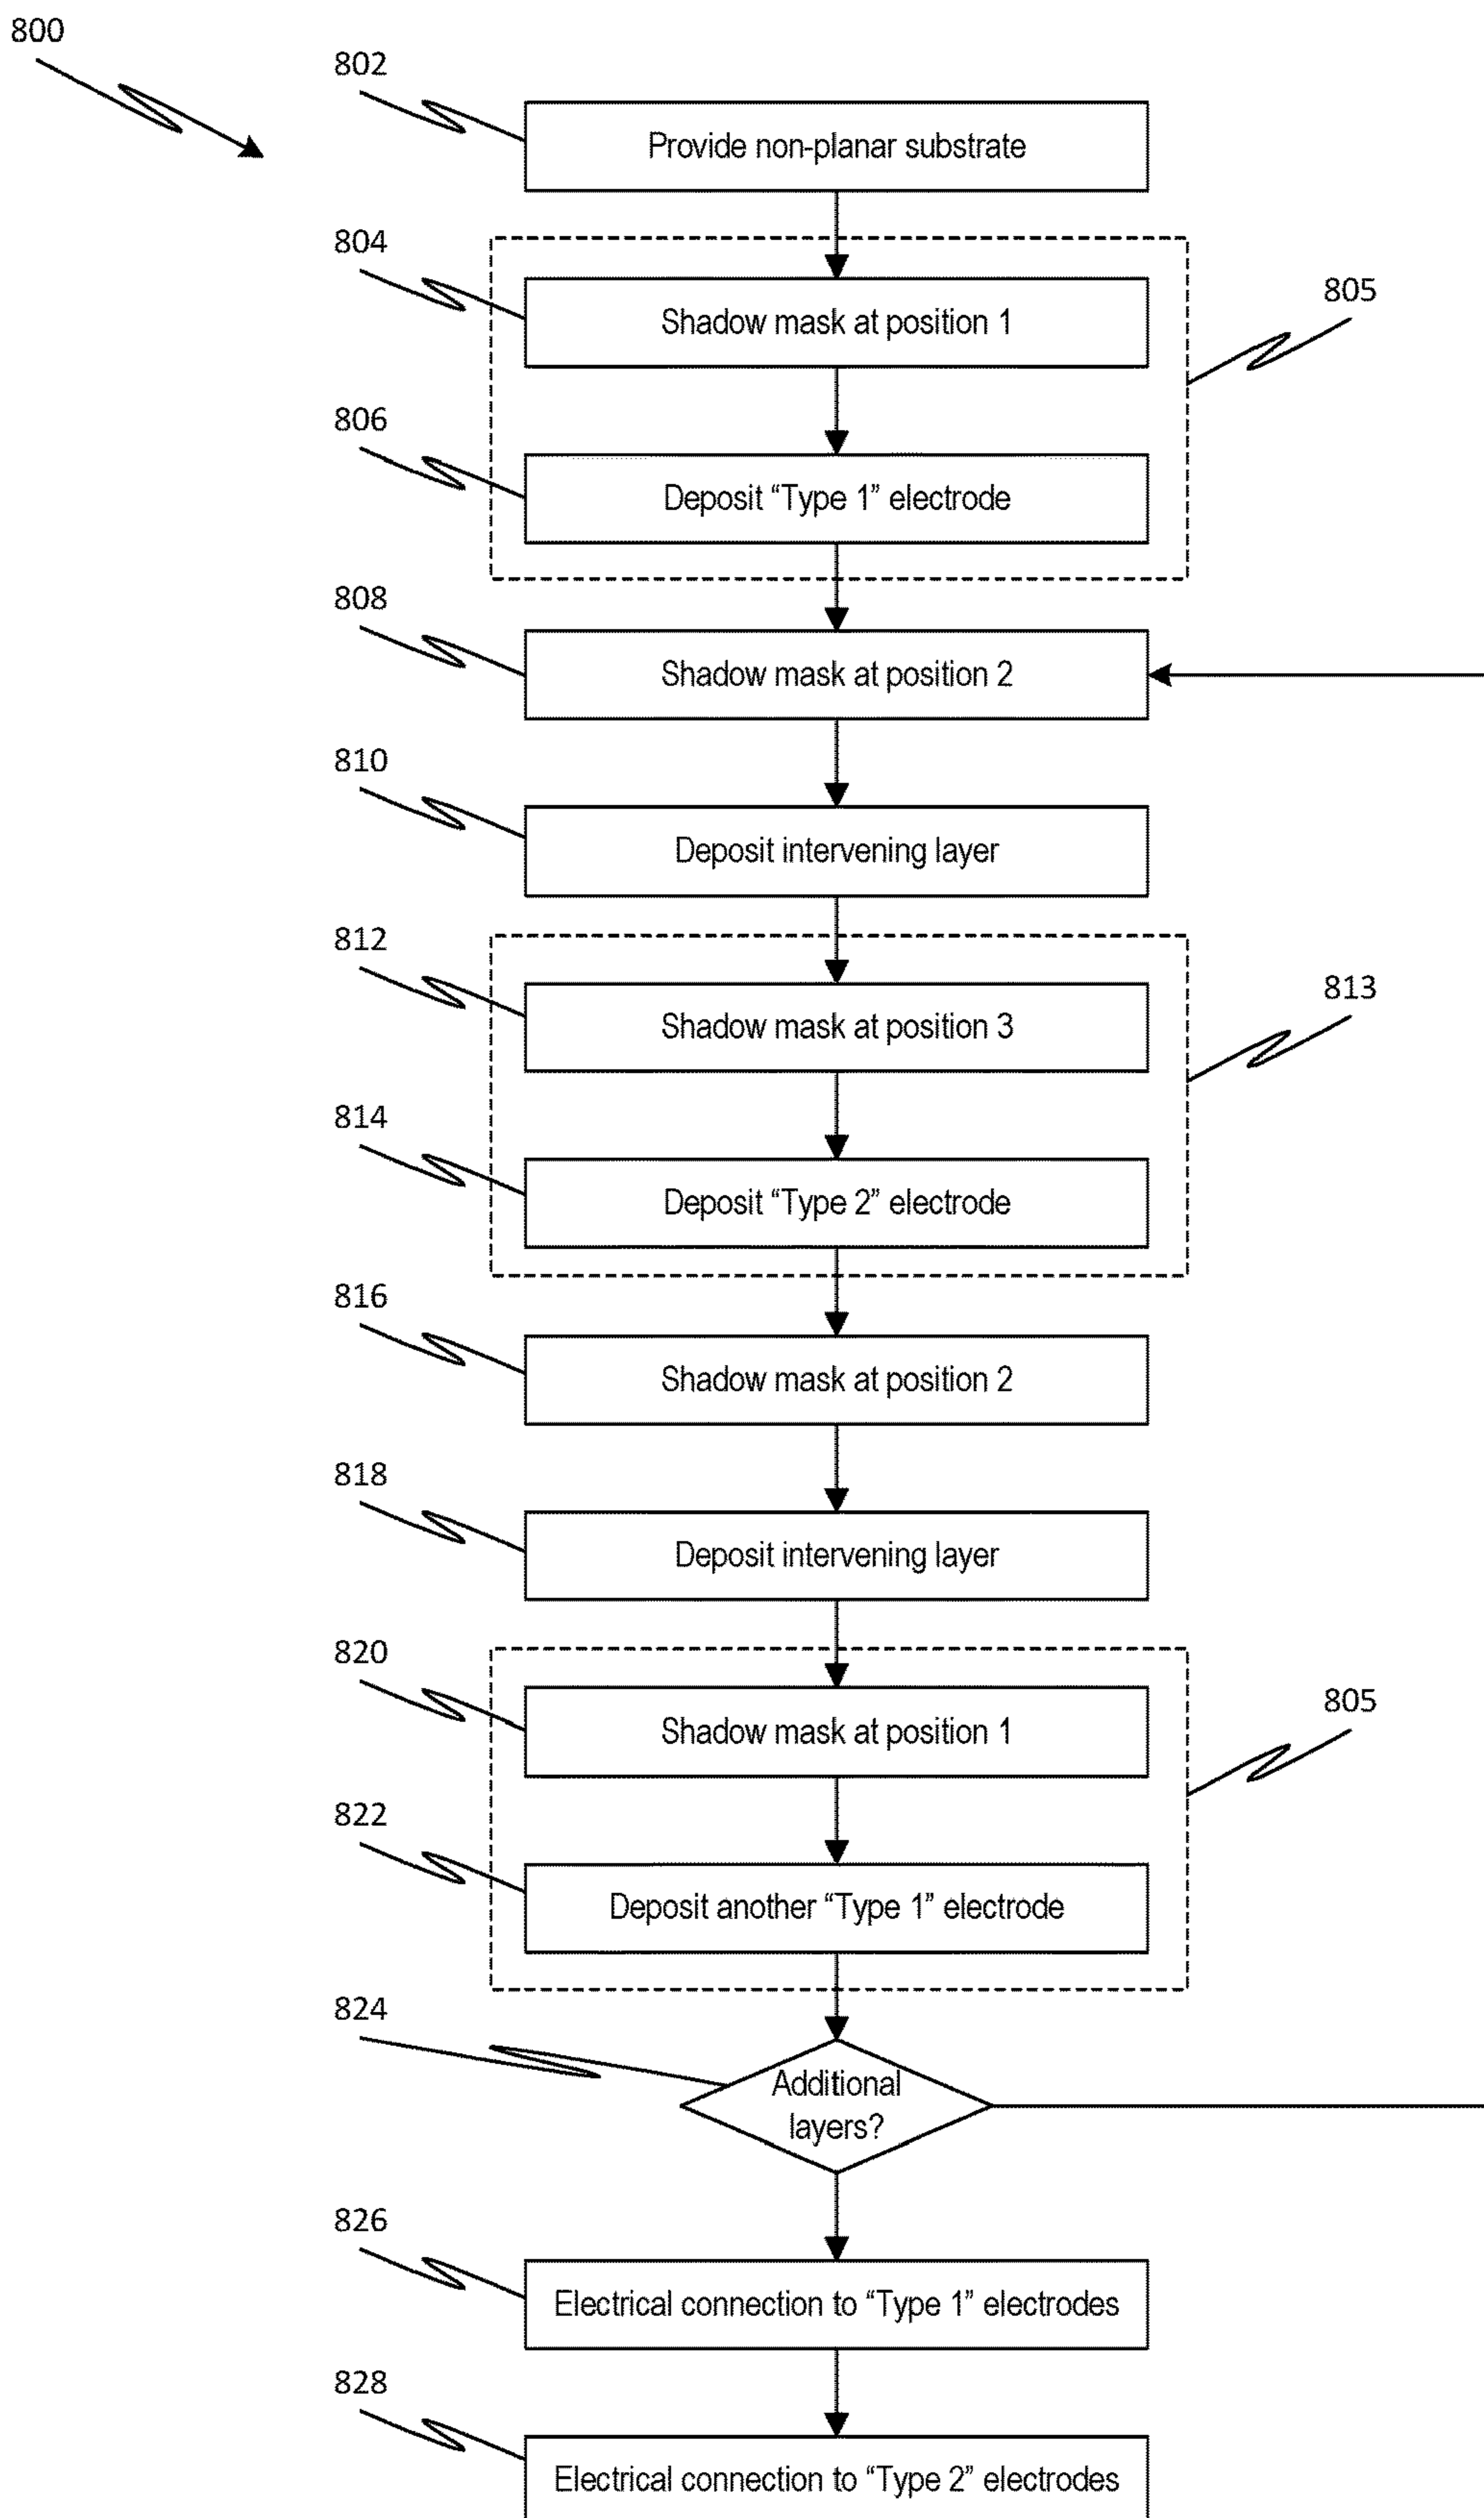 800
802
Provide non-planar substrate
804
Shadow mask at position 1
805
806
Deposit “Type 1” electrode
808
Shadow mask at position 2
810
Deposit intervening layer
812
Shadow mask at position 3
813
814
Deposit “Type 2” electrode
816
Shadow mask at position 2
818
Deposit intervening layer
820
Shadow mask at position 1
805
822
Deposit another “Type 1” electrode
824
Additional
layers?
826
Electrical connection to “Type 1” electrodes
828
Electrical connection to “Type 2” electrodes